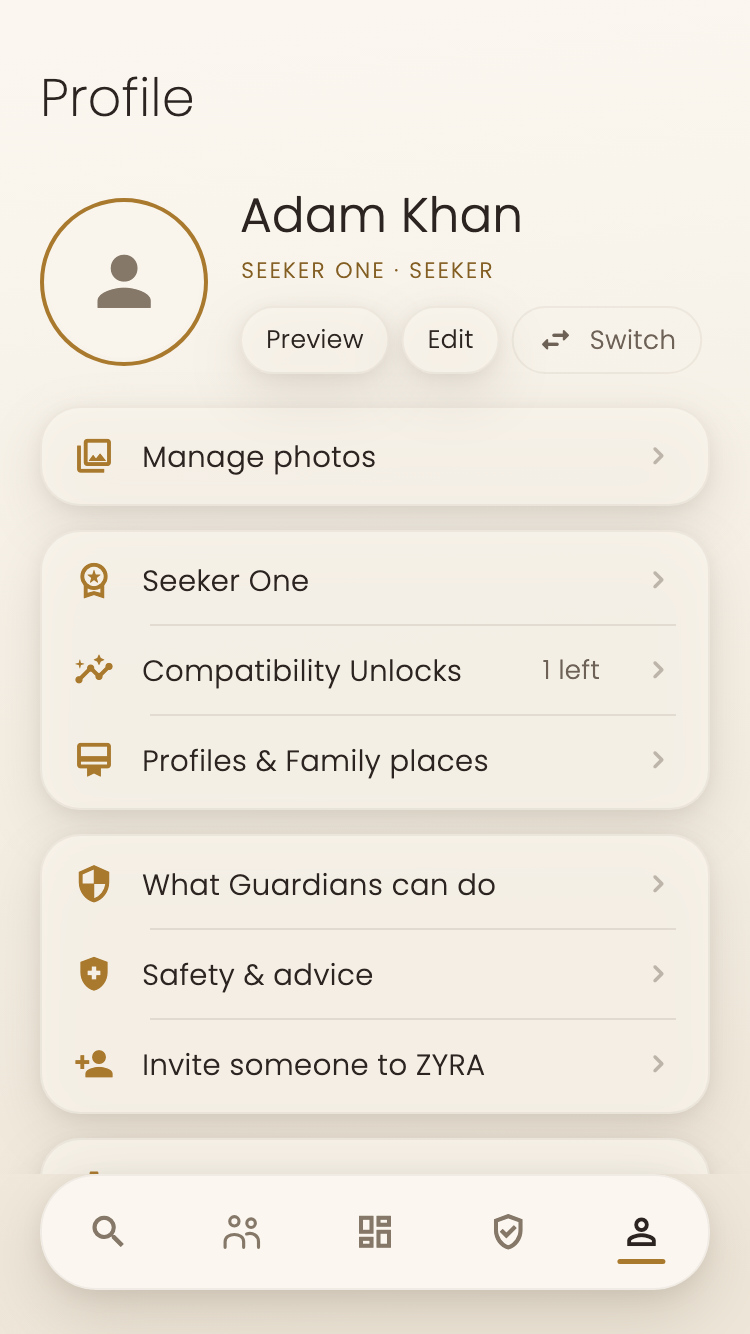 Profile
Adam Khan
SEEKER ONE · SEEKER
Preview
Edit
Switch
Manage photos
Seeker One
Compatibility Unlocks
1 left
Profiles & Family places
What Guardians can do
Safety & advice
Invite someone to ZYRA